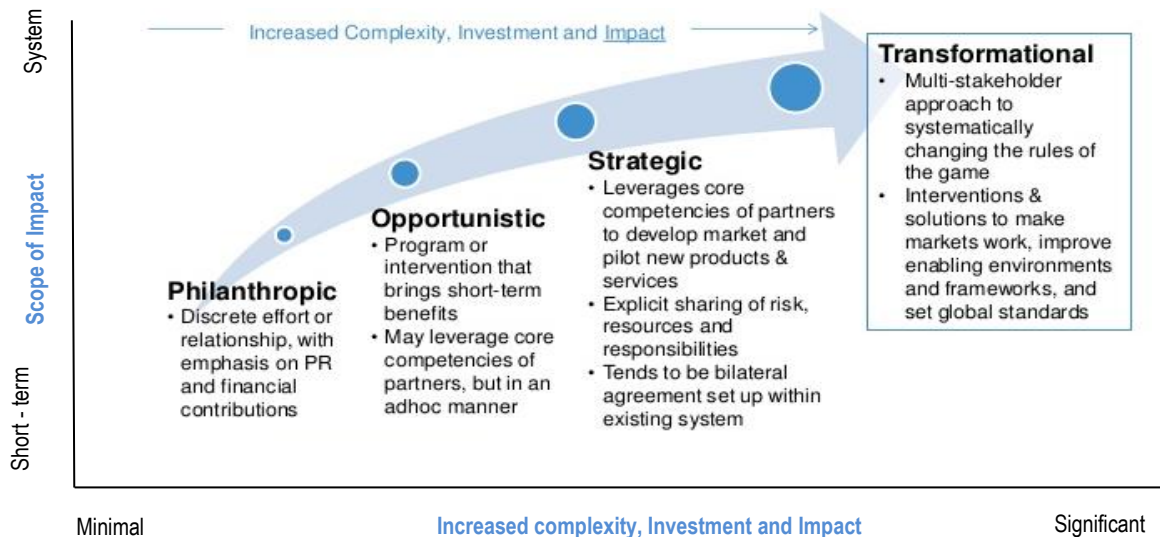 System
Scope of Impact
Short - term
Increased Complexity, Investment and Impact
Philanthropic
• Discrete effort or
relationship, with
emphasis on PR
and financial
contributions
Opportunistic
• Program or
intervention that
brings short-term
benefits
• May leverage core
competencies of
partners, but in an
adhoc manner
Strategic
• Leverages core
competencies of partners
to develop market and
pilot new products &
services
• Explicit sharing of risk,
resources and
responsibilities
• Tends to be bilateral
agreement set up within
existing system
Transformational
• Multi-stakeholder
approach to
systematically
changing the rules of
the game
• Interventions &
solutions to make
markets work, improve
enabling environments
and frameworks, and
set global standards
Minimal
Increased complexity, Investment and Impact
Significant